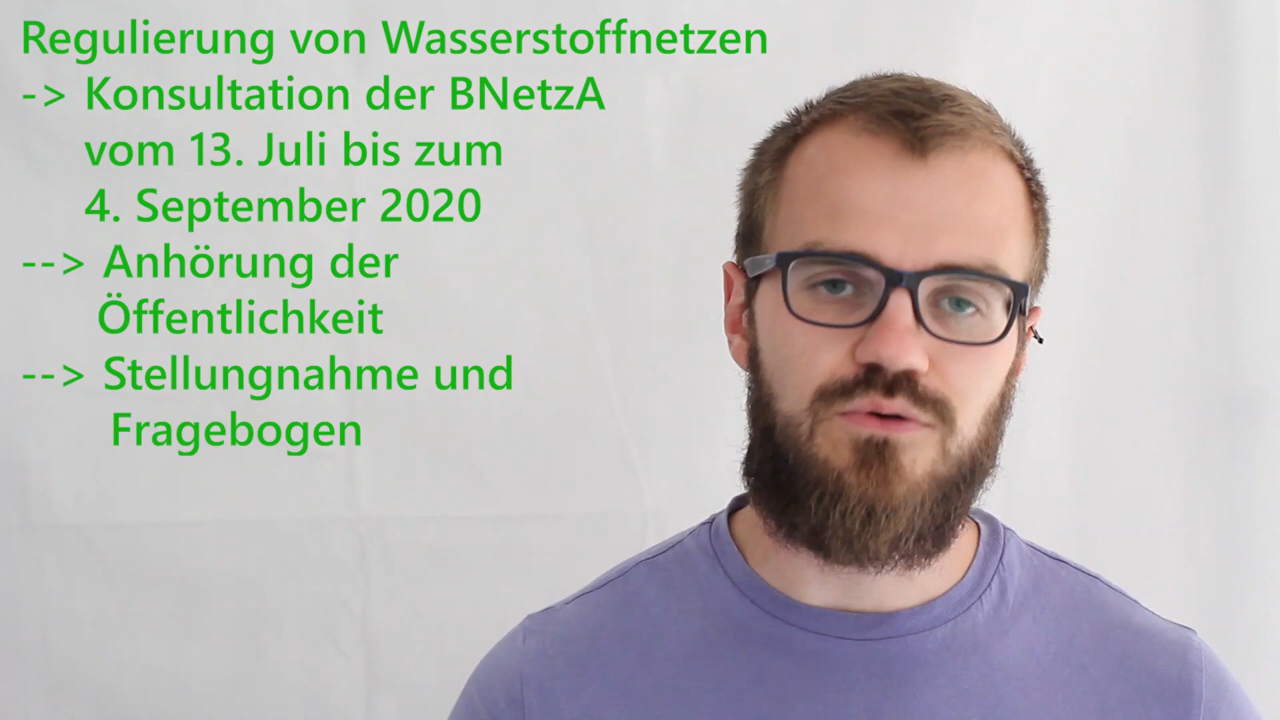 Regulierung von Wasserstoffnetzen
-> Konsultation der BNetzA
vom 13. Juli bis zum
4. September 2020
--> Anhörung der
Öffentlichkeit
--> Stellungnahme und
Fragebogen